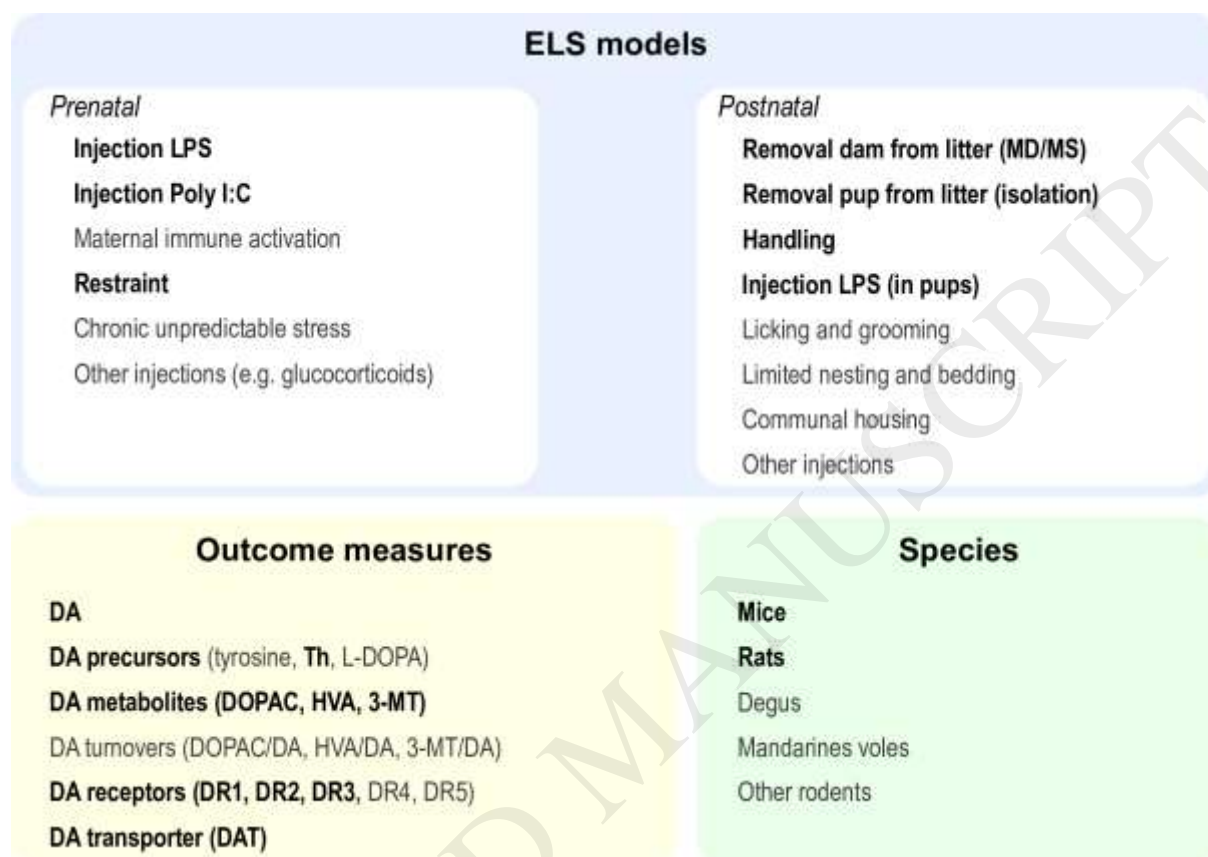 ELS models
Prenatal
Injection LPS
Injection Poly I:C
Maternal immune activation
Restraint
Chronic unpredictable stress
Other injections (e.g. glucocorticoids)
Postnatal
Removal dam from litter (MD/MS)
Removal pup from litter (isolation)
Handling
Injection LPS (in pups)
Licking and grooming
Limited nesting and bedding
Communal housing
Other injections
Outcome measures
DA
DA precursors (tyrosine, Th, L-DOPA)
DA metabolites (DOPAC, HVA, 3-MT)
DA turnovers (DOPAC/DA, HVA/DA, 3-MT/DA)
DA receptors (DR1, DR2, DR3, DR4, DR5)
DA transporter (DAT)
Species
Mice
Rats
Degus
Mandarines voles
Other rodents
D MANUSCRIPT